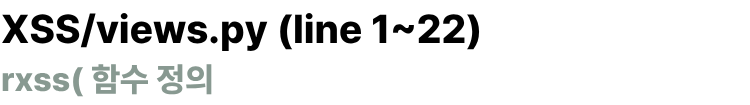 XSS/views.py (line 1~22)
rxss( 함수 정의